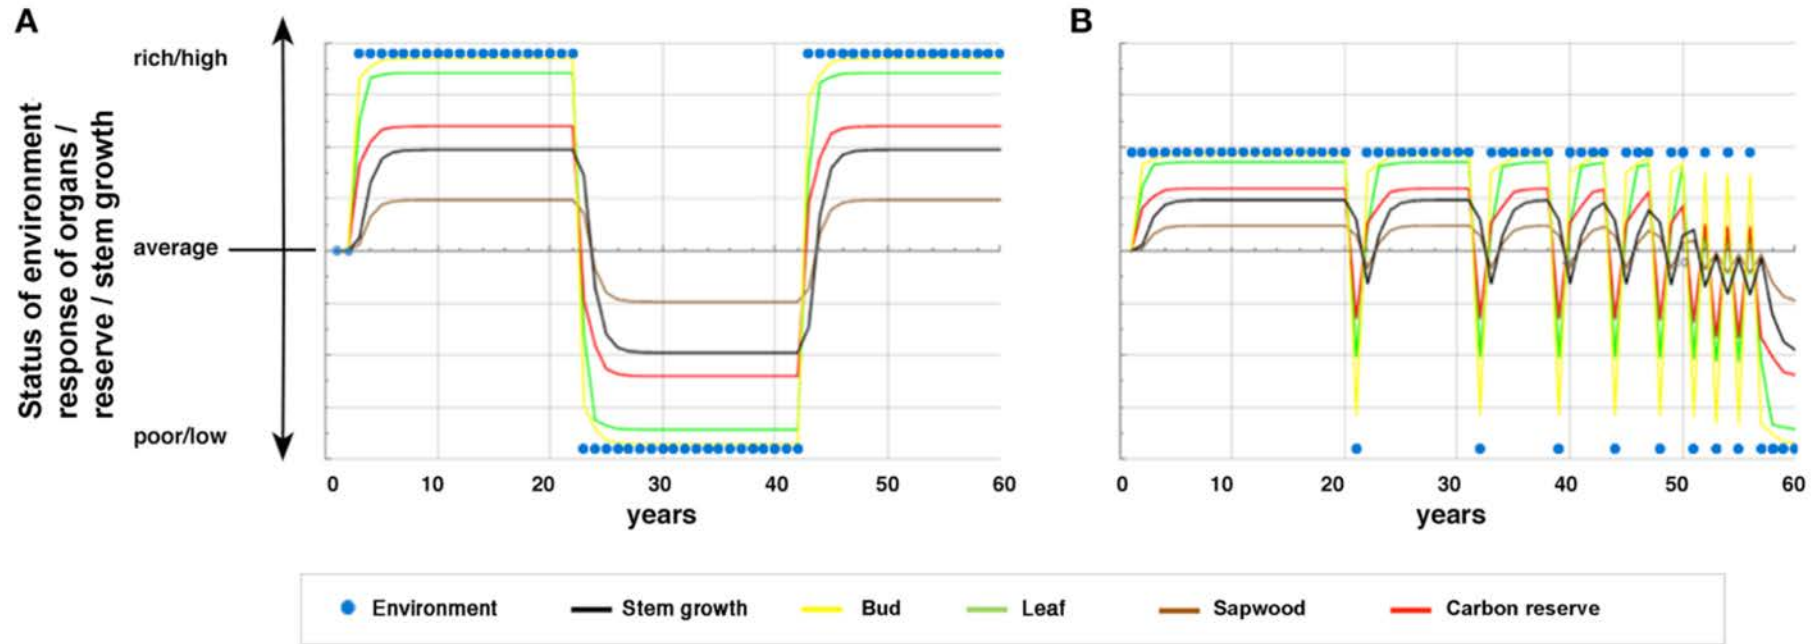 A
B
rich/high
average
poor/low
Status of environment
response of organs /
reserve / stem growth
0 10 20 30 40 50 60
years
0 10 20 30 40 50 60
years
Environment Stem growth Bud Leaf Sapwood Carbon reserve